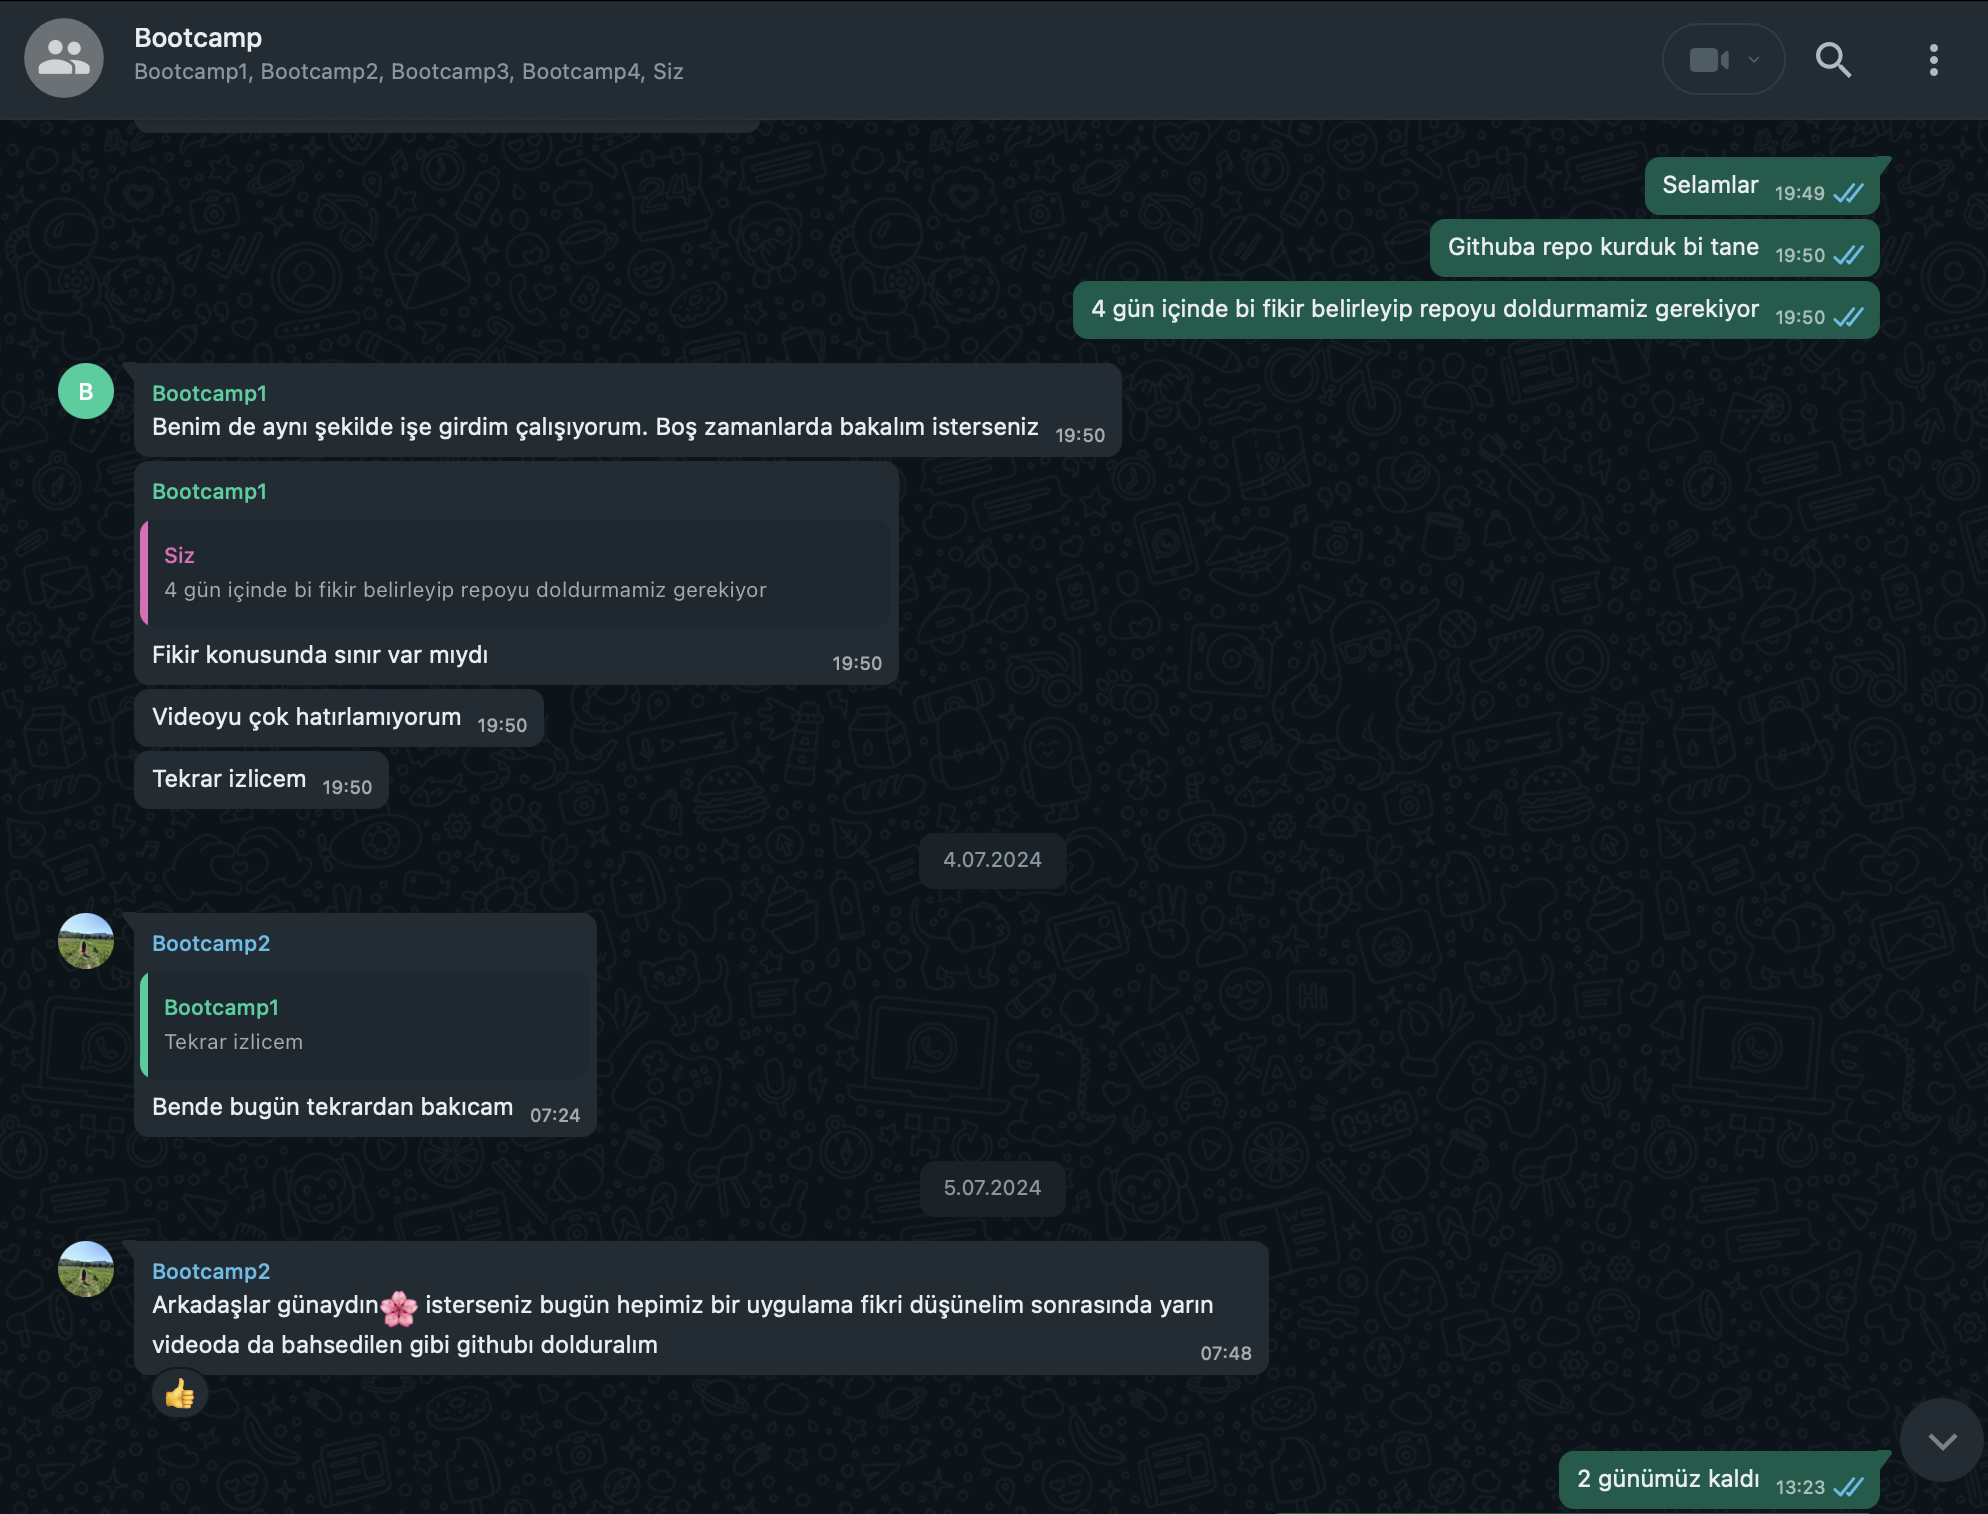 Bootcamp
Bootcamp1, Bootcamp2, Bootcamp3, Bootcamp4, Siz
Selamlar 19:49
Githuba repo kurduk bi tane 19:50
4 gün içinde bi fikir belirleyip repoyu doldurmamiz gerekiyor 19:50
B
Bootcamp1
Benim de aynı şekilde işe girdim çalışıyorum. Boş zamanlarda bakalım isterseniz 19:50
Bootcamp1
Siz
4 gün içinde bi fikir belirleyip repoyu doldurmamiz gerekiyor
Fikir konusunda sınır var mıydı 19:50
Videoyu çok hatırlamıyorum 19:50
Tekrar izlicem 19:50
4.07.2024
Bootcamp2
Bootcamp1
Tekrar izlicem
Bende bugün tekrardan bakıcam 07:24
5.07.2024
Bootcamp2
Arkadaşlar günaydın🌸 isterseniz bugün hepimiz bir uygulama fikri düşünelim sonrasında yarın
videoda da bahsedilen gibi githubı dolduralım 07:48
👍
2 günümüz kaldı 13:23